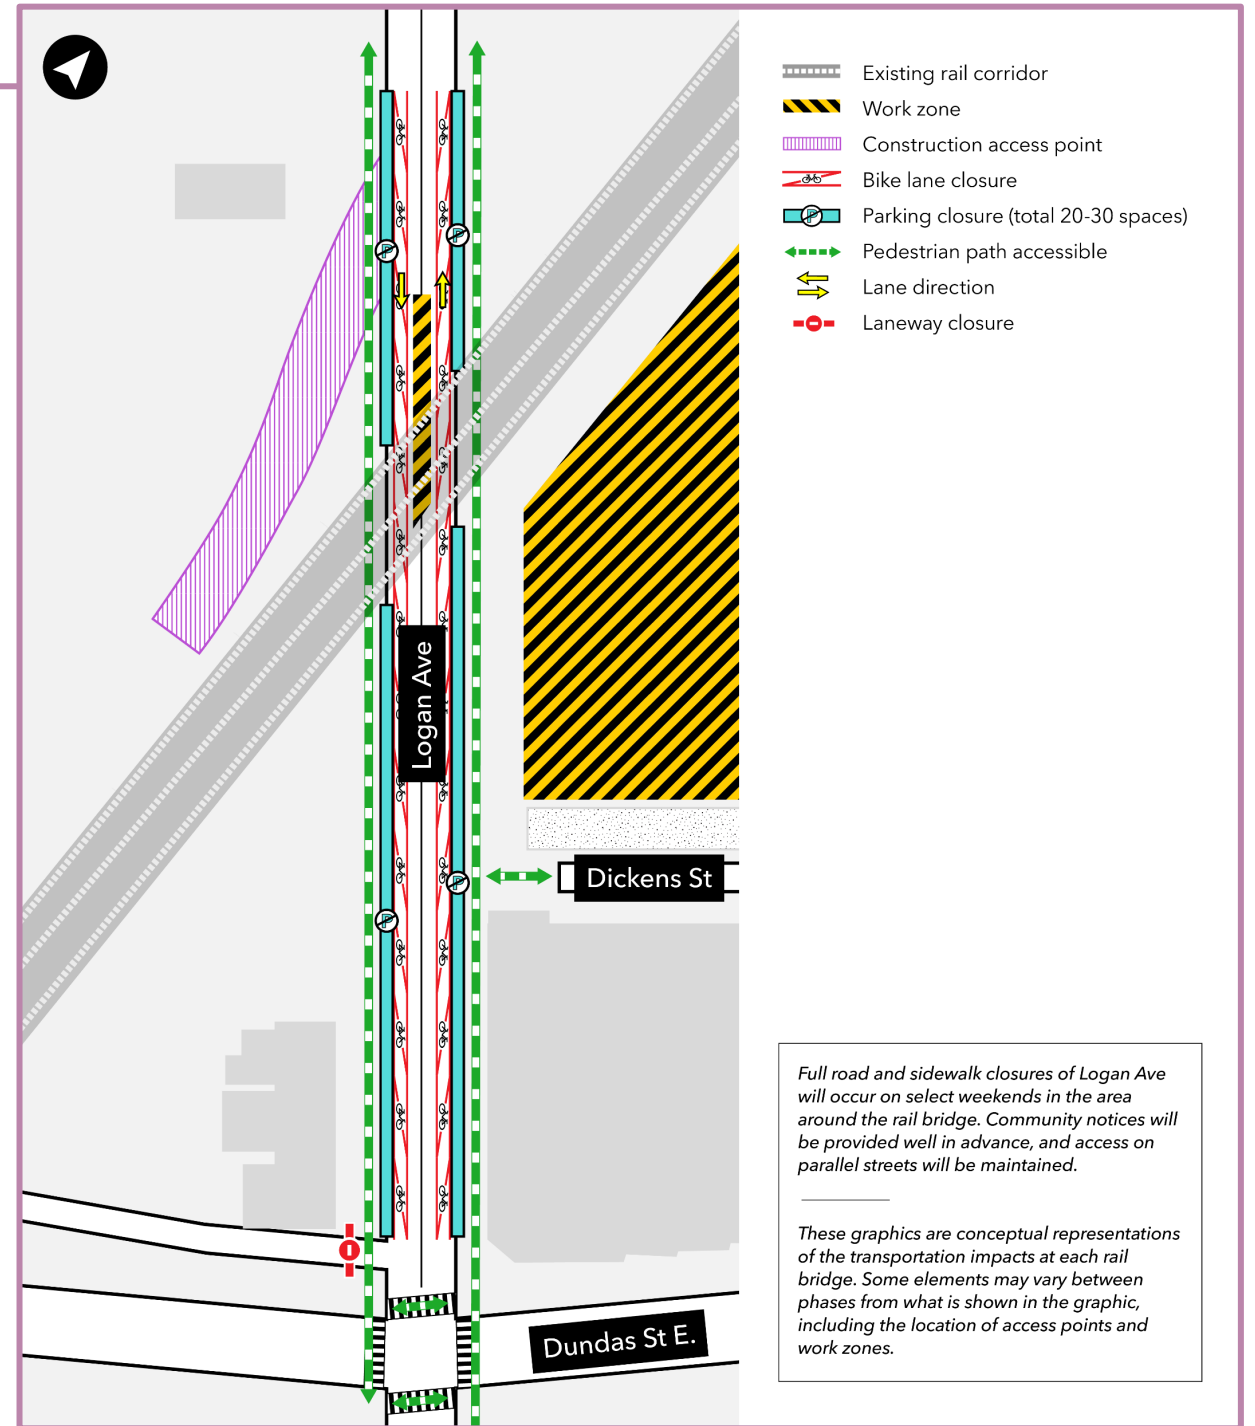 Existing rail corridor
Work zone
Construction access point
Bike lane closure
P
Parking closure (total 20-30 spaces)
Pedestrian path accessible
Lane direction
Laneway closure
P
P
Logan Ave
Dickens St
P
P
Dundas St E.
Full road and sidewalk closures of Logan Ave
will occur on select weekends in the area
around the rail bridge. Community notices will
be provided well in advance, and access on
parallel streets will be maintained.
These graphics are conceptual representations
of the transportation impacts at each rail
bridge. Some elements may vary between
phases from what is shown in the graphic,
including the location of access points and
work zones.